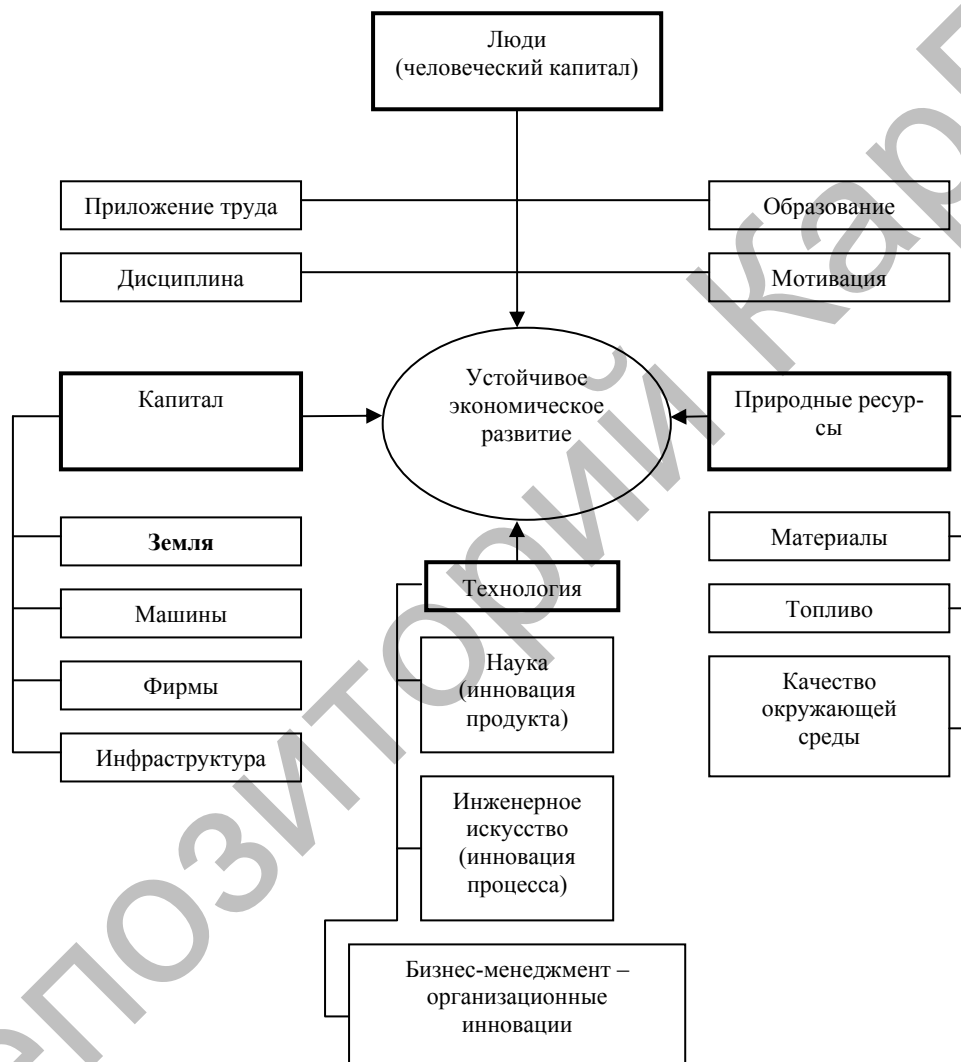 Люди
(человеческий капитал)
Приложение труда
Образование
Дисциплина
Мотивация
Капитал
Устойчивое
экономическое
развитие
Природные ресур-
сы
Земля
Материалы
Технология
Машины
Топливо
Наука
(инновация
продукта)
Фирмы
Качество
окружающей
среды
Инфраструктура
Инженерное
искусство
(инновация
процесса)
Бизнес-менеджмент –
организационные
инновации